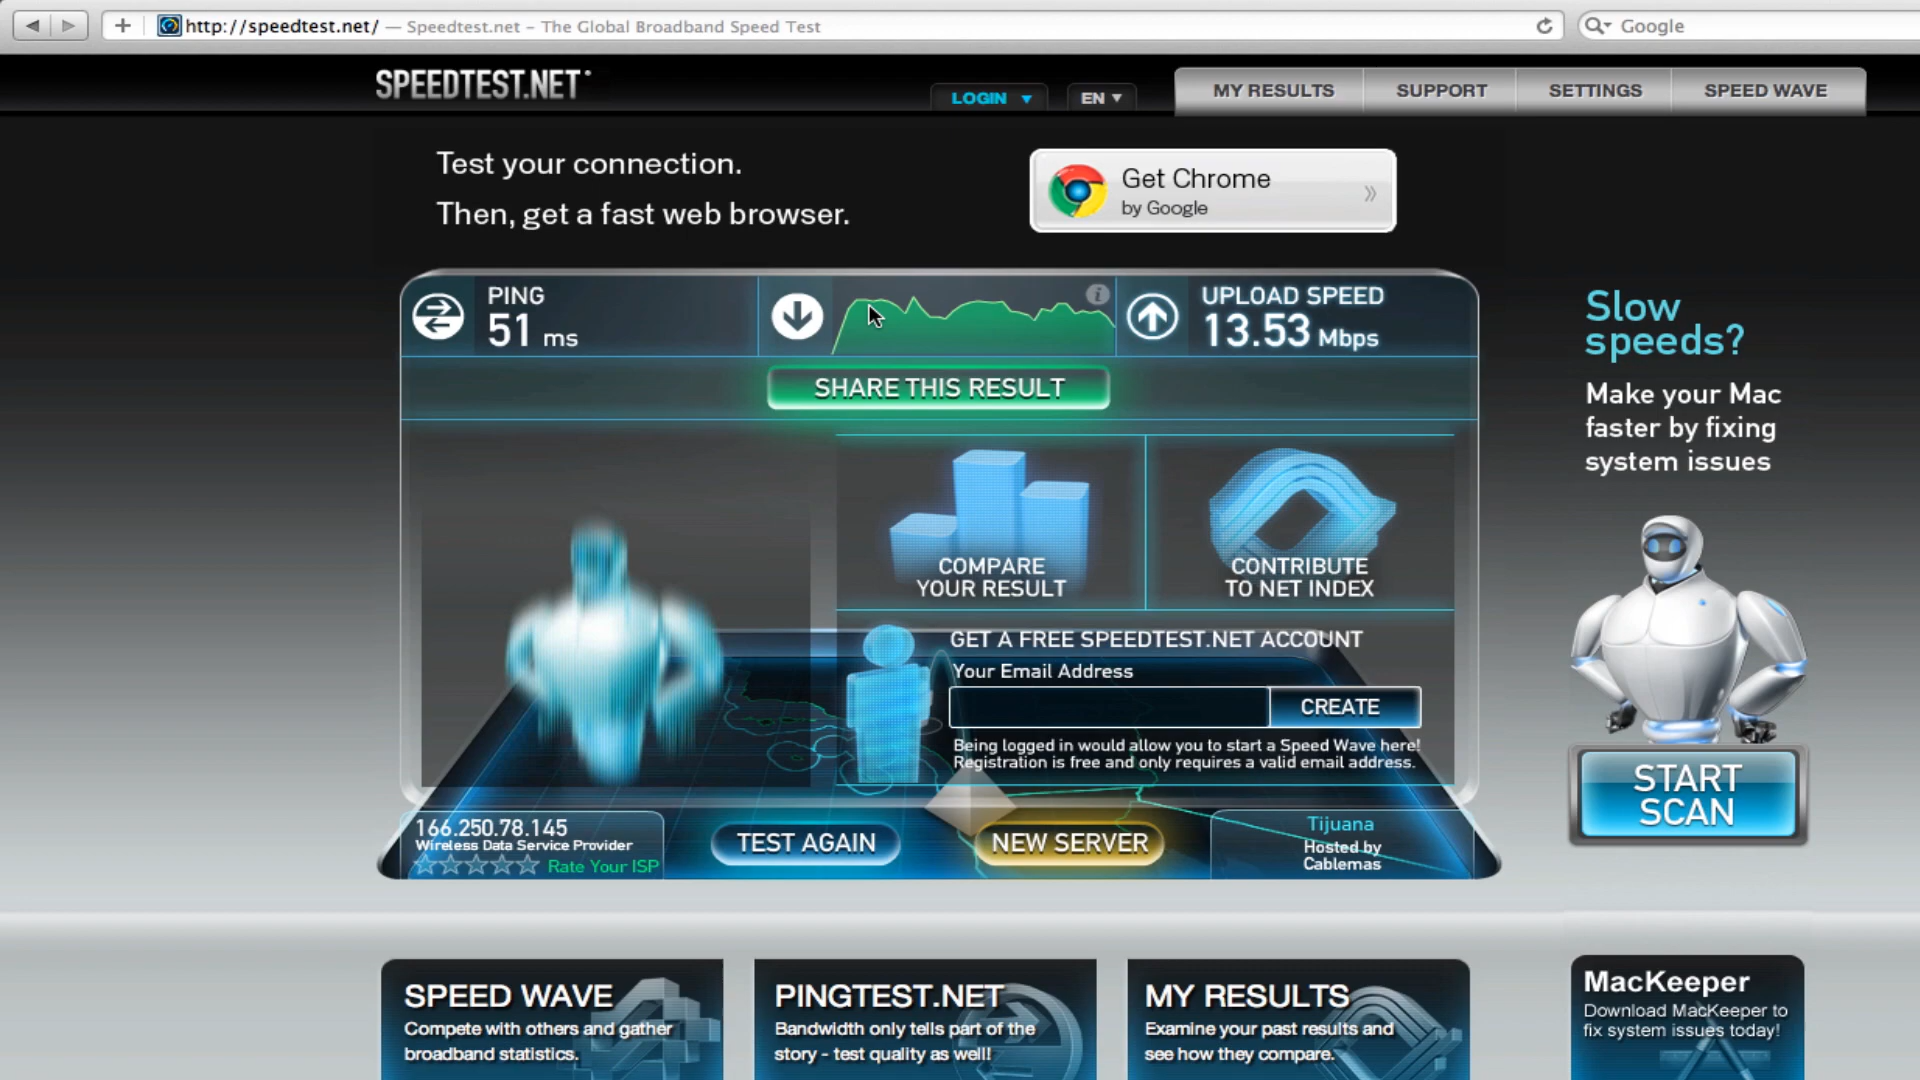 http://speedtest.net/ — Speedtest.net – The Global Broadband Speed Test
Google
SPEEDTEST.NET
LOGIN
EN
MY RESULTS
SUPPORT
SETTINGS
SPEED WAVE
Test your connection.
Then, get a fast web browser.
Get Chrome
by Google
PING
51 ms
UPLOAD SPEED
13.53 Mbps
SHARE THIS RESULT
COMPARE
YOUR RESULT
CONTRIBUTE
TO NET INDEX
GET A FREE SPEEDTEST.NET ACCOUNT
Your Email Address
CREATE
Being logged in would allow you to start a Speed Wave here!
Registration is free and only requires a valid email address.
166.250.78.145
Wireless Data Service Provider
Rate Your ISP
TEST AGAIN
NEW SERVER
Tijuana
Hosted by
Cablemas
Slow
speeds?
Make your Mac
faster by fixing
system issues
START
SCAN
SPEED WAVE
Compete with others and gather
broadband statistics.
PINGTEST.NET
Bandwidth only tells part of the
story - test quality as well!
MY RESULTS
Examine your past results and
see how they compare.
MacKeeper
Download MacKeeper to
fix system issues today!